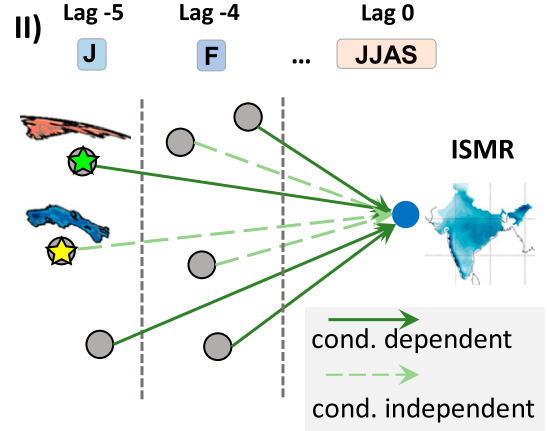 II)
Lag -5 Lag -4 Lag 0
J F ... JJAS
ISMR
cond. dependent
cond. independent